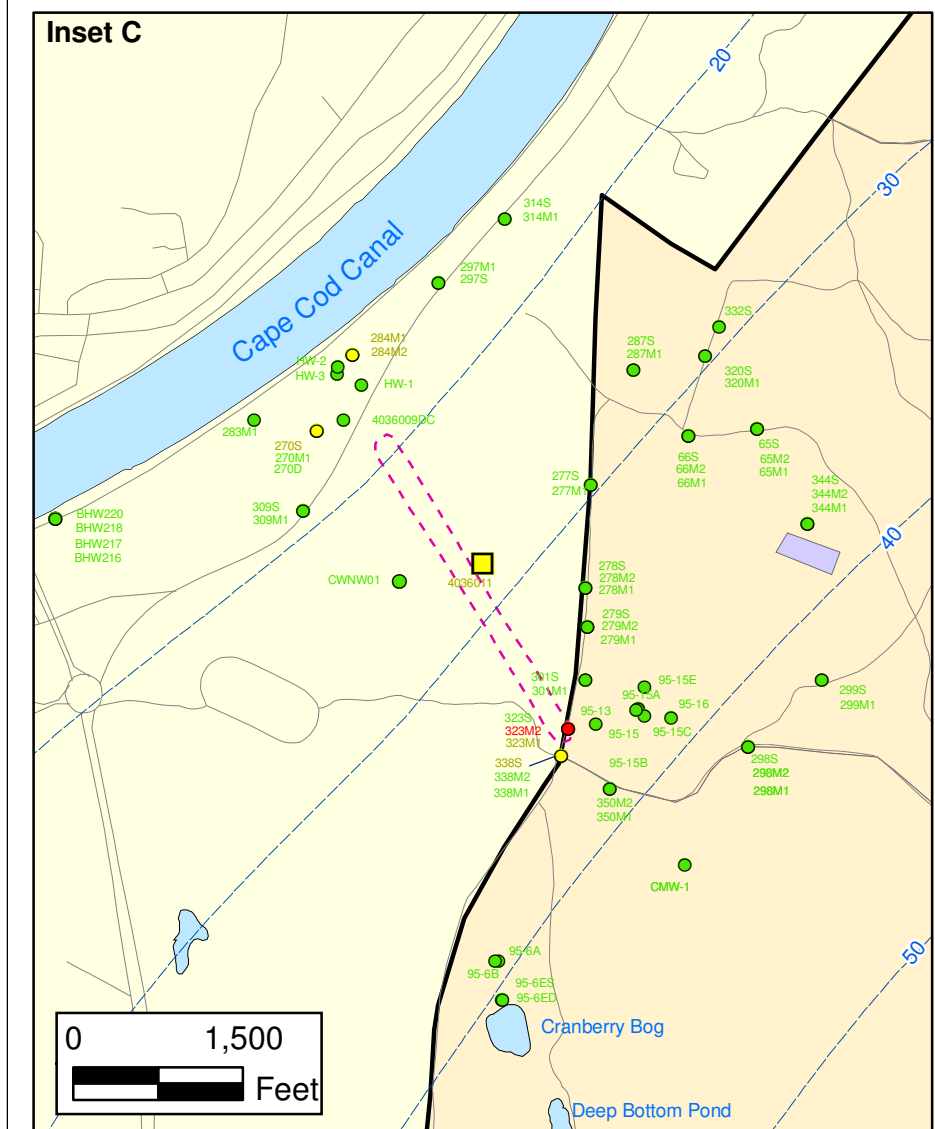 Inset C
20
30
314S
314M1
297M1
297S
Cape Cod Canal
332S
284M1
284M2
287S
287M1
HW-2
HW-3
HW-1
320S
320M1
283M1
4036009DC
270S
270M1
270D
65S
65M2
65M1
66S
66M2
66M1
277S
277M1
344S
344M2
344M1
309S
309M1
BHW220
BHW218
BHW217
BHW216
40
CWNW01
4036011
278S
278M2
278M1
279S
279M2
279M1
301S
301M1
95-15E
95-15A
95-16
95-13
95-15
95-15C
299S
299M1
323S
323M2
323M1
338S
338M2
338M1
95-15B
298S
298M2
298M1
350M2
350M1
CMW-1
50
95-6A
95-6B
95-6ES
95-6ED
Cranberry Bog
0 1,500
Feet
Deep Bottom Pond